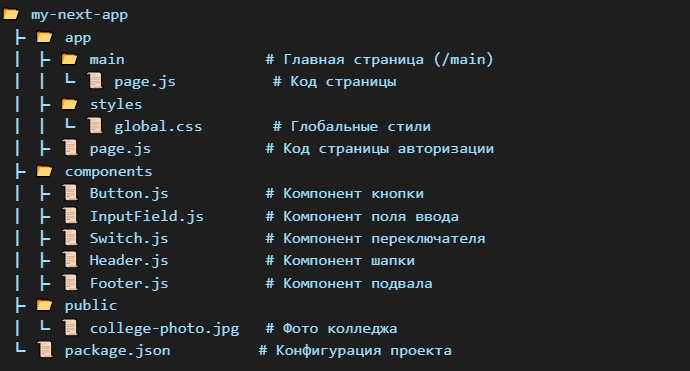 my-next-app
├ app
│ ├ main # Главная страница (/main)
│ │ └ page.js # Код страницы
│ ├ styles
│ │ └ global.css # Глобальные стили
│ ├ page.js # Код страницы авторизации
├ components
│ ├ Button.js # Компонент кнопки
│ ├ InputField.js # Компонент поля ввода
│ ├ Switch.js # Компонент переключателя
│ ├ Header.js # Компонент шапки
│ ├ Footer.js # Компонент подвала
├ public
│ └ college-photo.jpg # Фото колледжа
└ package.json # Конфигурация проекта